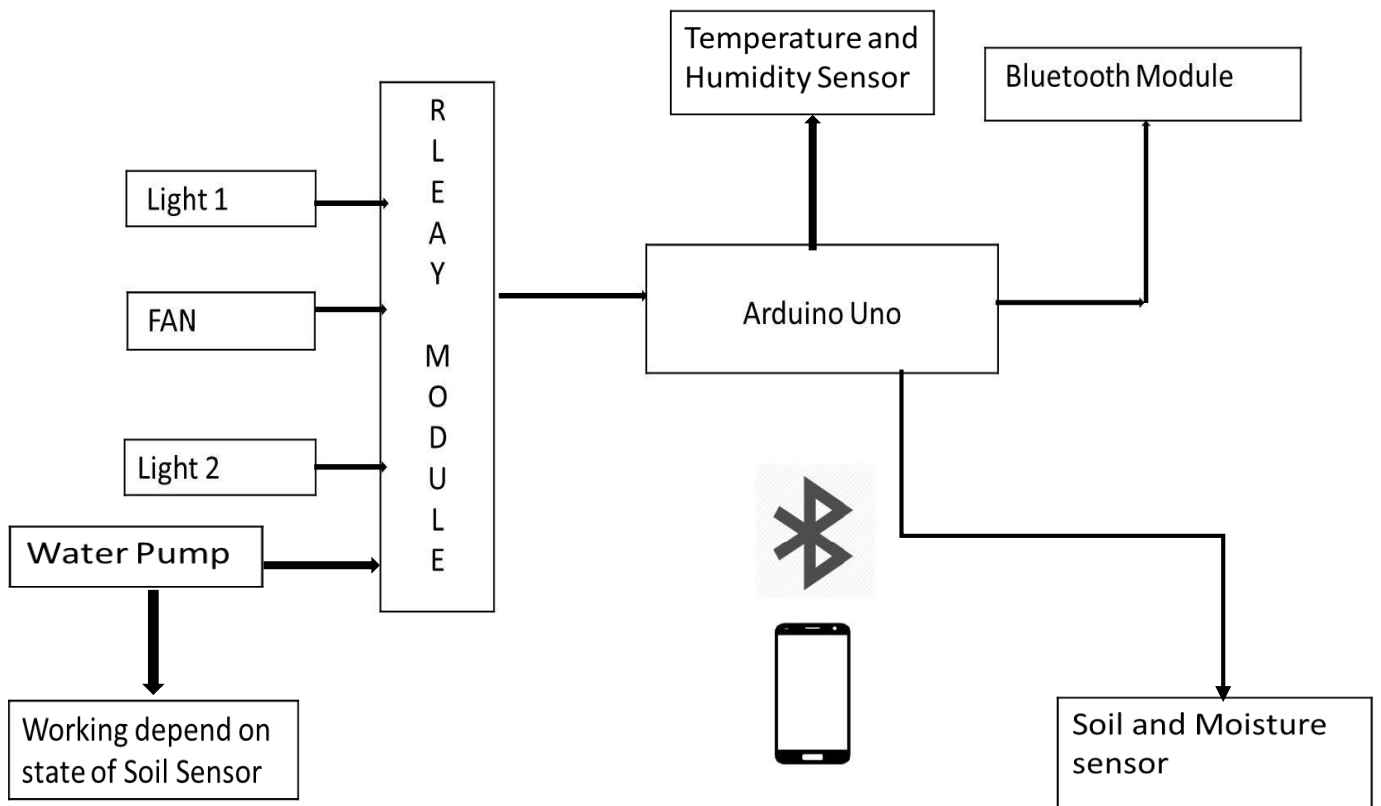 Temperature and
Humidity Sensor
Bluetooth Module
R
L
E
A
Y
M
O
D
U
L
E
Light 1
FAN
Light 2
Water Pump
Working depend on
state of Soil Sensor
Arduino Uno
Soil and Moisture
sensor